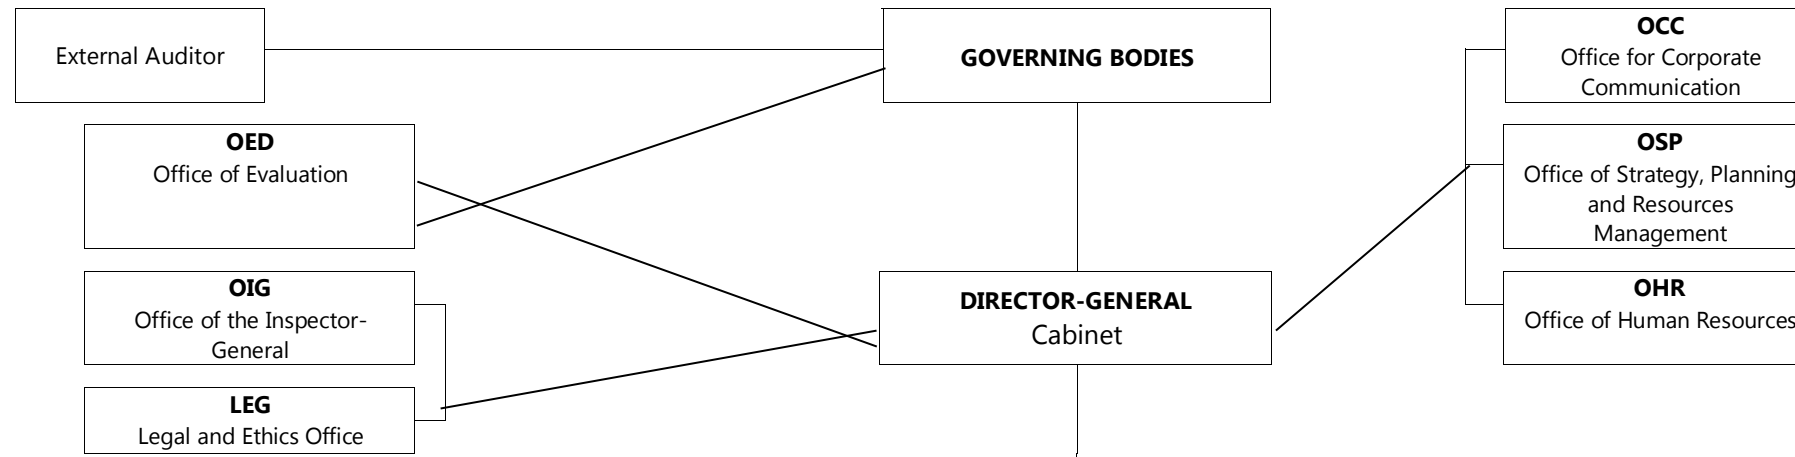 External Auditor
GOVERNING BODIES
OCC
Office for Corporate
Communication
OED
Office of Evaluation
OSP
Office of Strategy, Planning
and Resources
Management
OIG
Office of the Inspector-
General
DIRECTOR-GENERAL
Cabinet
OHR
Office of Human Resources
LEG
Legal and Ethics Office